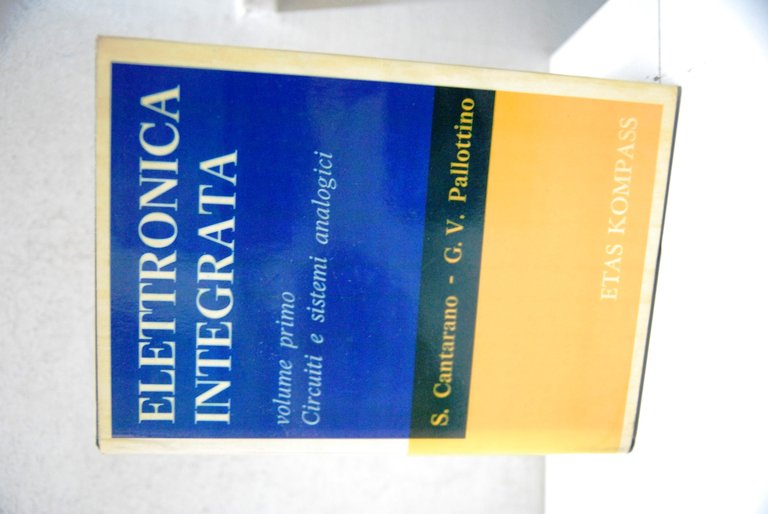 ELETTRONICA
INTEGRATA
volume primo
Circuiti e sistemi analogici
S. Cantarano - G. V. Pallottino
ETAS KOMPASS